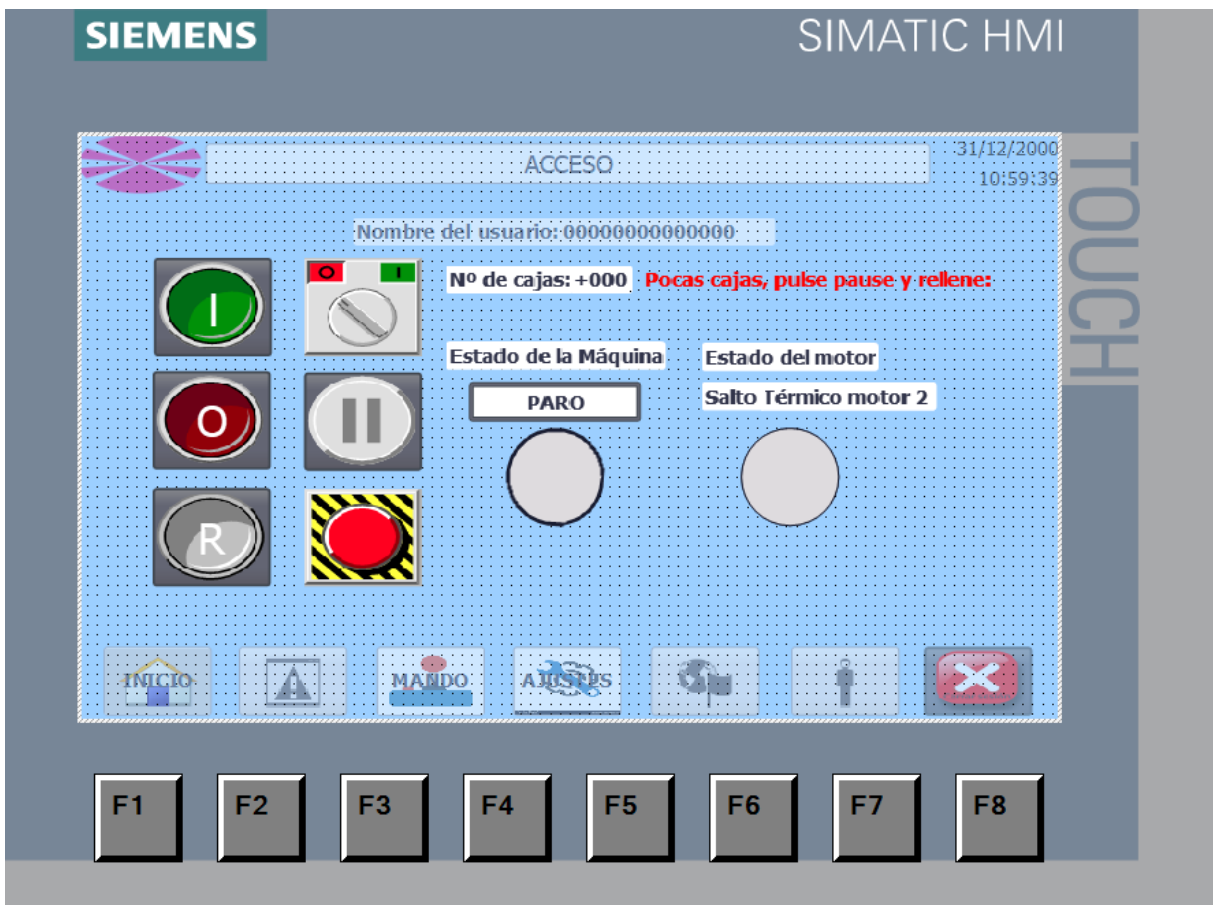 SIEMENS
SIMATIC HMI
TOUCH
ACCESO
31/12/2000
10:59:39
Nombre del usuario: 00000000000000
Nº de cajas: +000
Pocas cajas, pulse pause y rellene:
I
O I
Estado de la Máquina
Estado del motor
PARO
Salto Térmico motor 2
O
R
INICIO
MANDO
AJUSTES
F1
F2
F3
F4
F5
F6
F7
F8